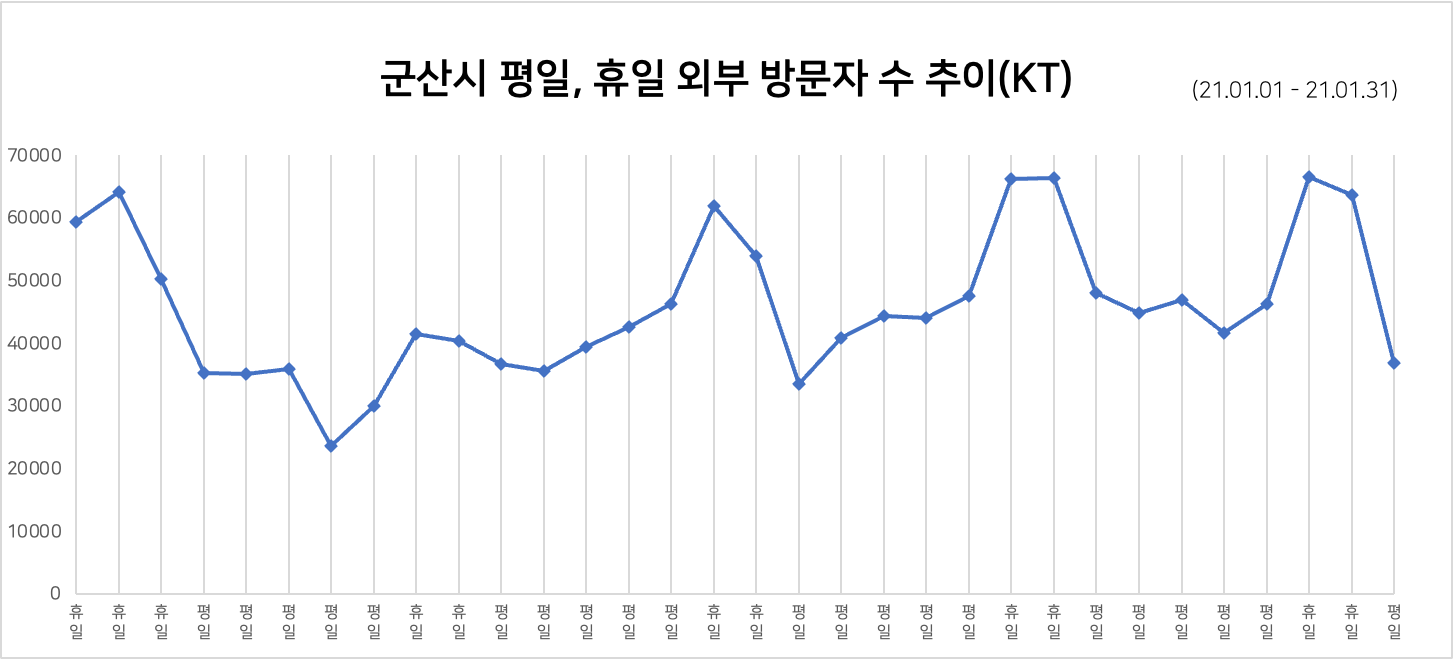 군산시 평일, 휴일 외부 방문자 수 추이(KT)
(21.01.01 - 21.01.31)
70000
60000
50000
40000
30000
20000
10000
0
휴일 휴일 휴일 평일 평일 평일 평일 평일 휴일 휴일 평일 평일 평일 평일 평일 휴일 휴일 평일 평일 평일 평일 평일 휴일 휴일 평일 평일 평일 평일 평일 휴일 휴일 평일